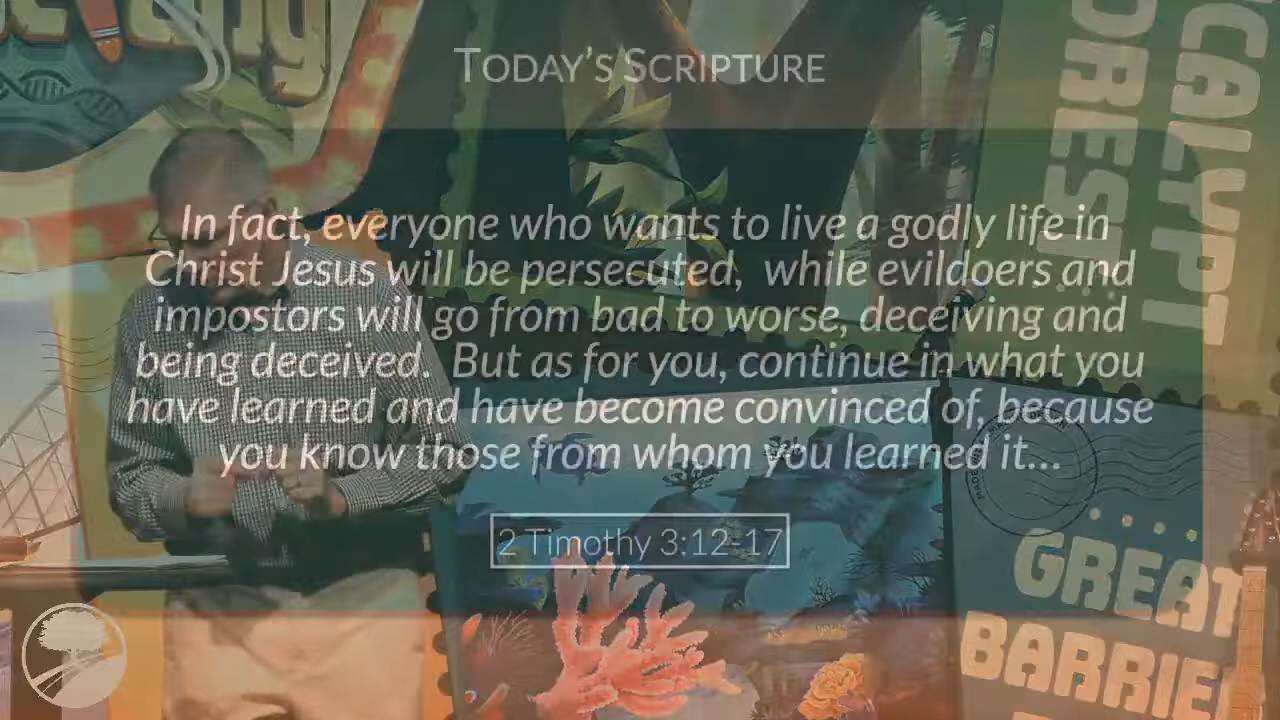 TODAY'S SCRIPTURE
In fact, everyone who wants to live a godly life in
Christ Jesus will be persecuted, while evildoers and
impostors will go from bad to worse, deceiving and
being deceived. But as for you, continue in what you
have learned and have become convinced of, because
you know those from whom you learned it...
2 Timothy 3:12-17
GREAT
BARRIE